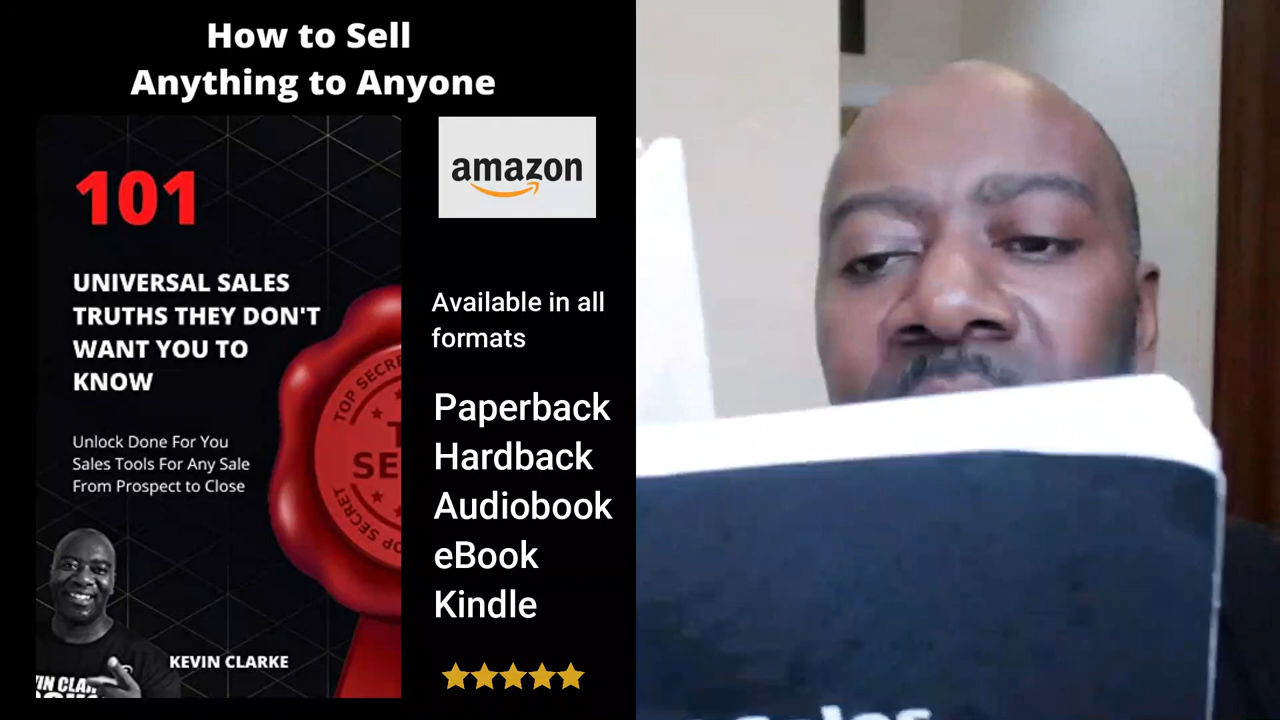 How to Sell
Anything to Anyone
101
UNIVERSAL SALES
TRUTHS THEY DON'T
WANT YOU TO
KNOW
Unlock Done For You
Sales Tools For Any Sale
From Prospect to Close
TOP SECRE
TOP SECRET
KEVIN CLARKE
amazon
Available in all
formats
Paperback
Hardback
Audiobook
eBook
Kindle